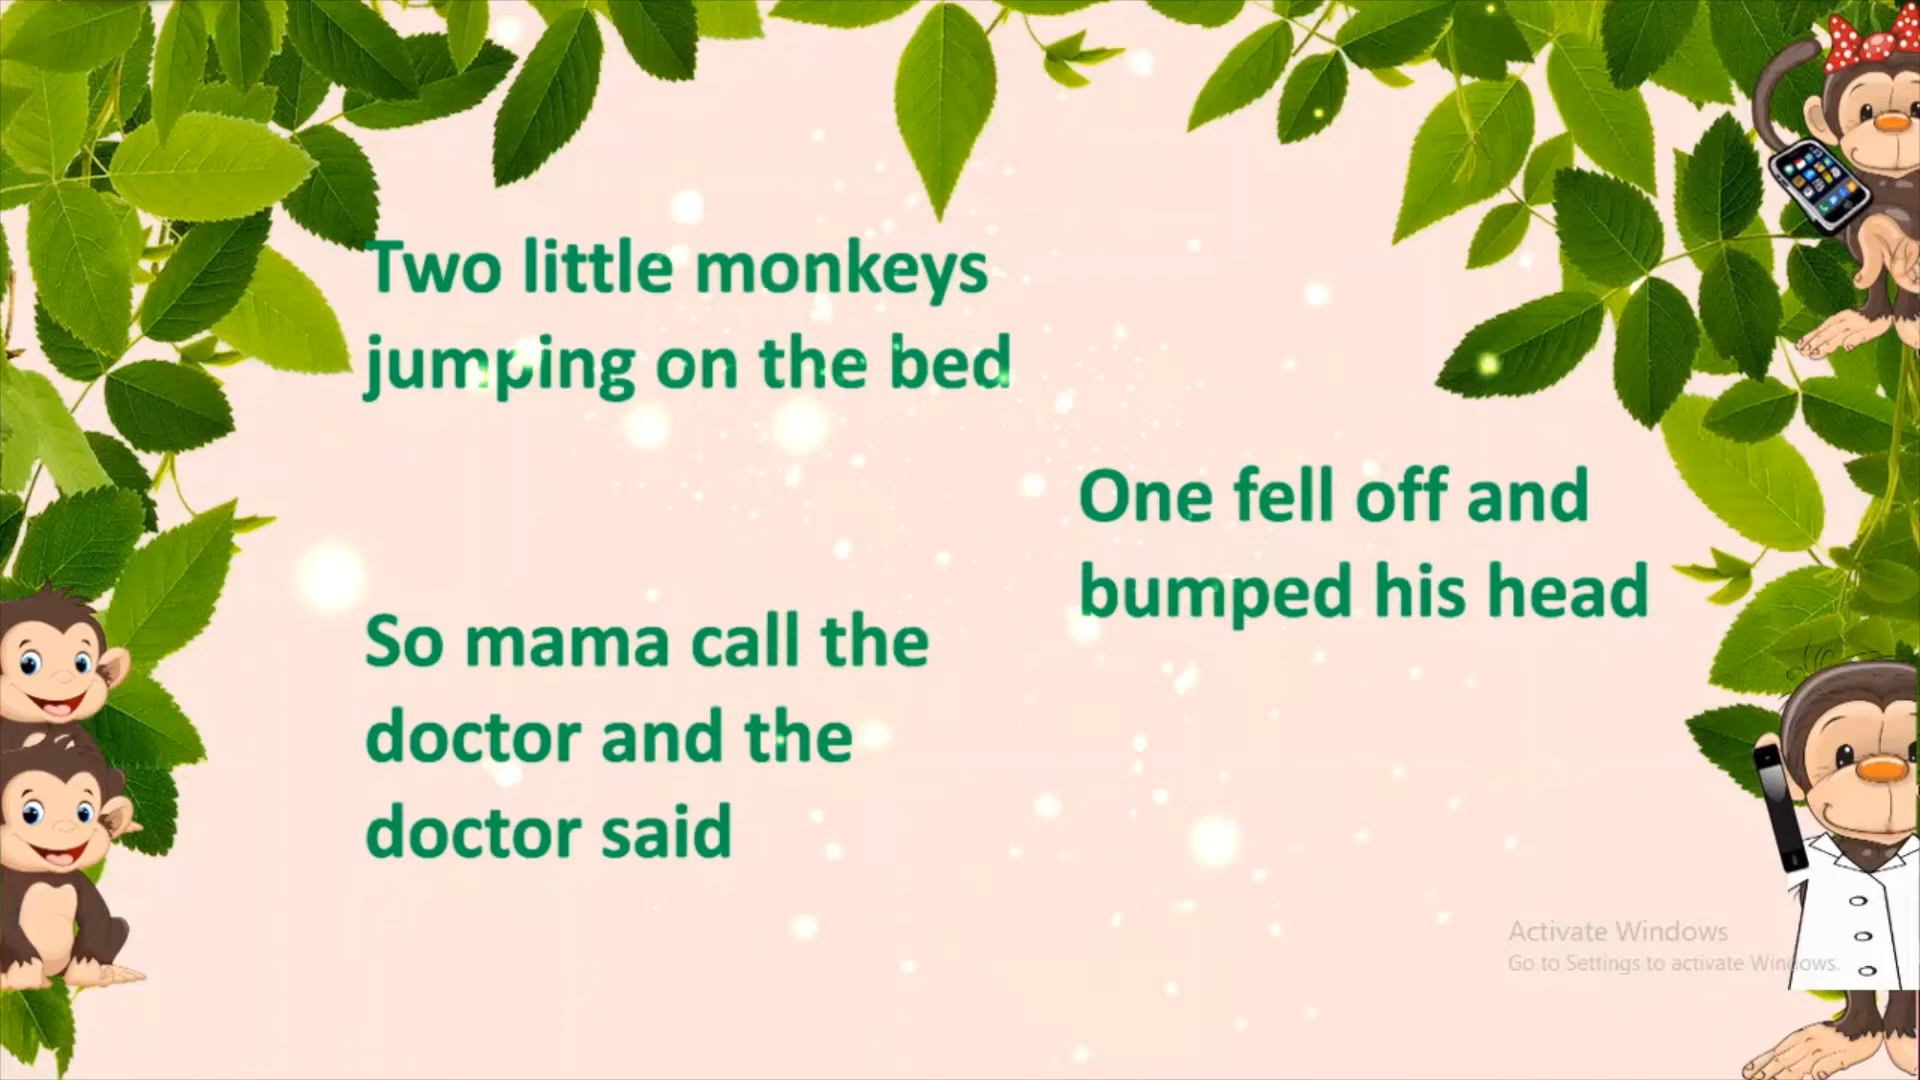 Two little monkeys
jumping on the bed
One fell off and
bumped his head
So mama call the
doctor and the
doctor said
Activate Windows
Go to Settings to activate Windows.